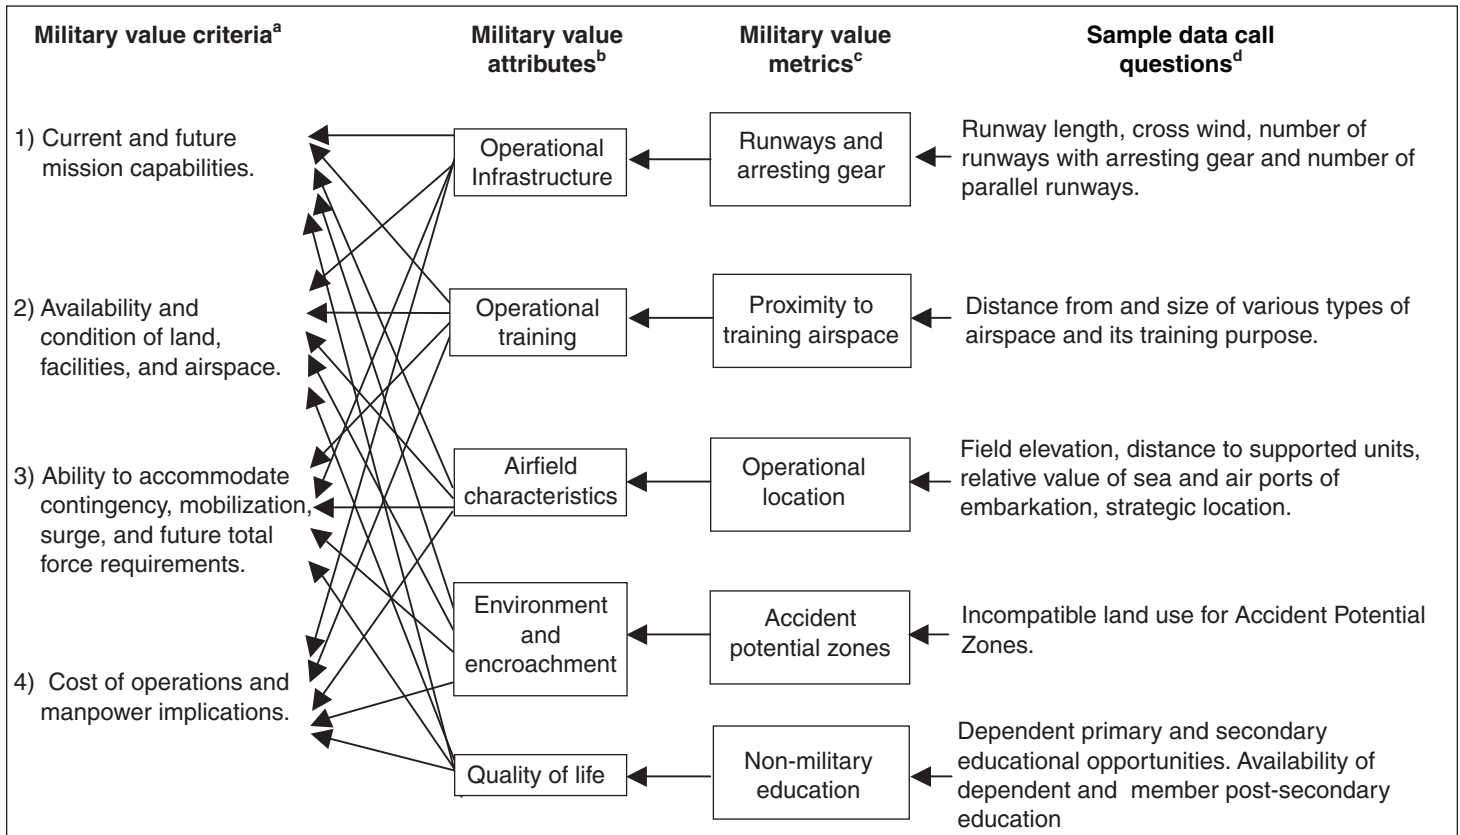 Military value criteriaa
Military value
attributesb
Military value
metricsc
Sample data call
questionsd
1) Current and future
mission capabilities.
Operational
Infrastructure
Runways and
arresting gear
Runway length, cross wind, number of
runways with arresting gear and number of
parallel runways.
2) Availability and
condition of land,
facilities, and airspace.
Operational
training
Proximity to
training airspace
Distance from and size of various types of
airspace and its training purpose.
3) Ability to accommodate
contingency, mobilization,
surge, and future total
force requirements.
Airfield
characteristics
Operational
location
Field elevation, distance to supported units,
relative value of sea and air ports of
embarkation, strategic location.
4) Cost of operations and
manpower implications.
Environment
and
encroachment
Accident
potential zones
Incompatible land use for Accident Potential
Zones.
Quality of life
Non-military
education
Dependent primary and secondary
educational opportunities. Availability of
dependent and member post-secondary
education